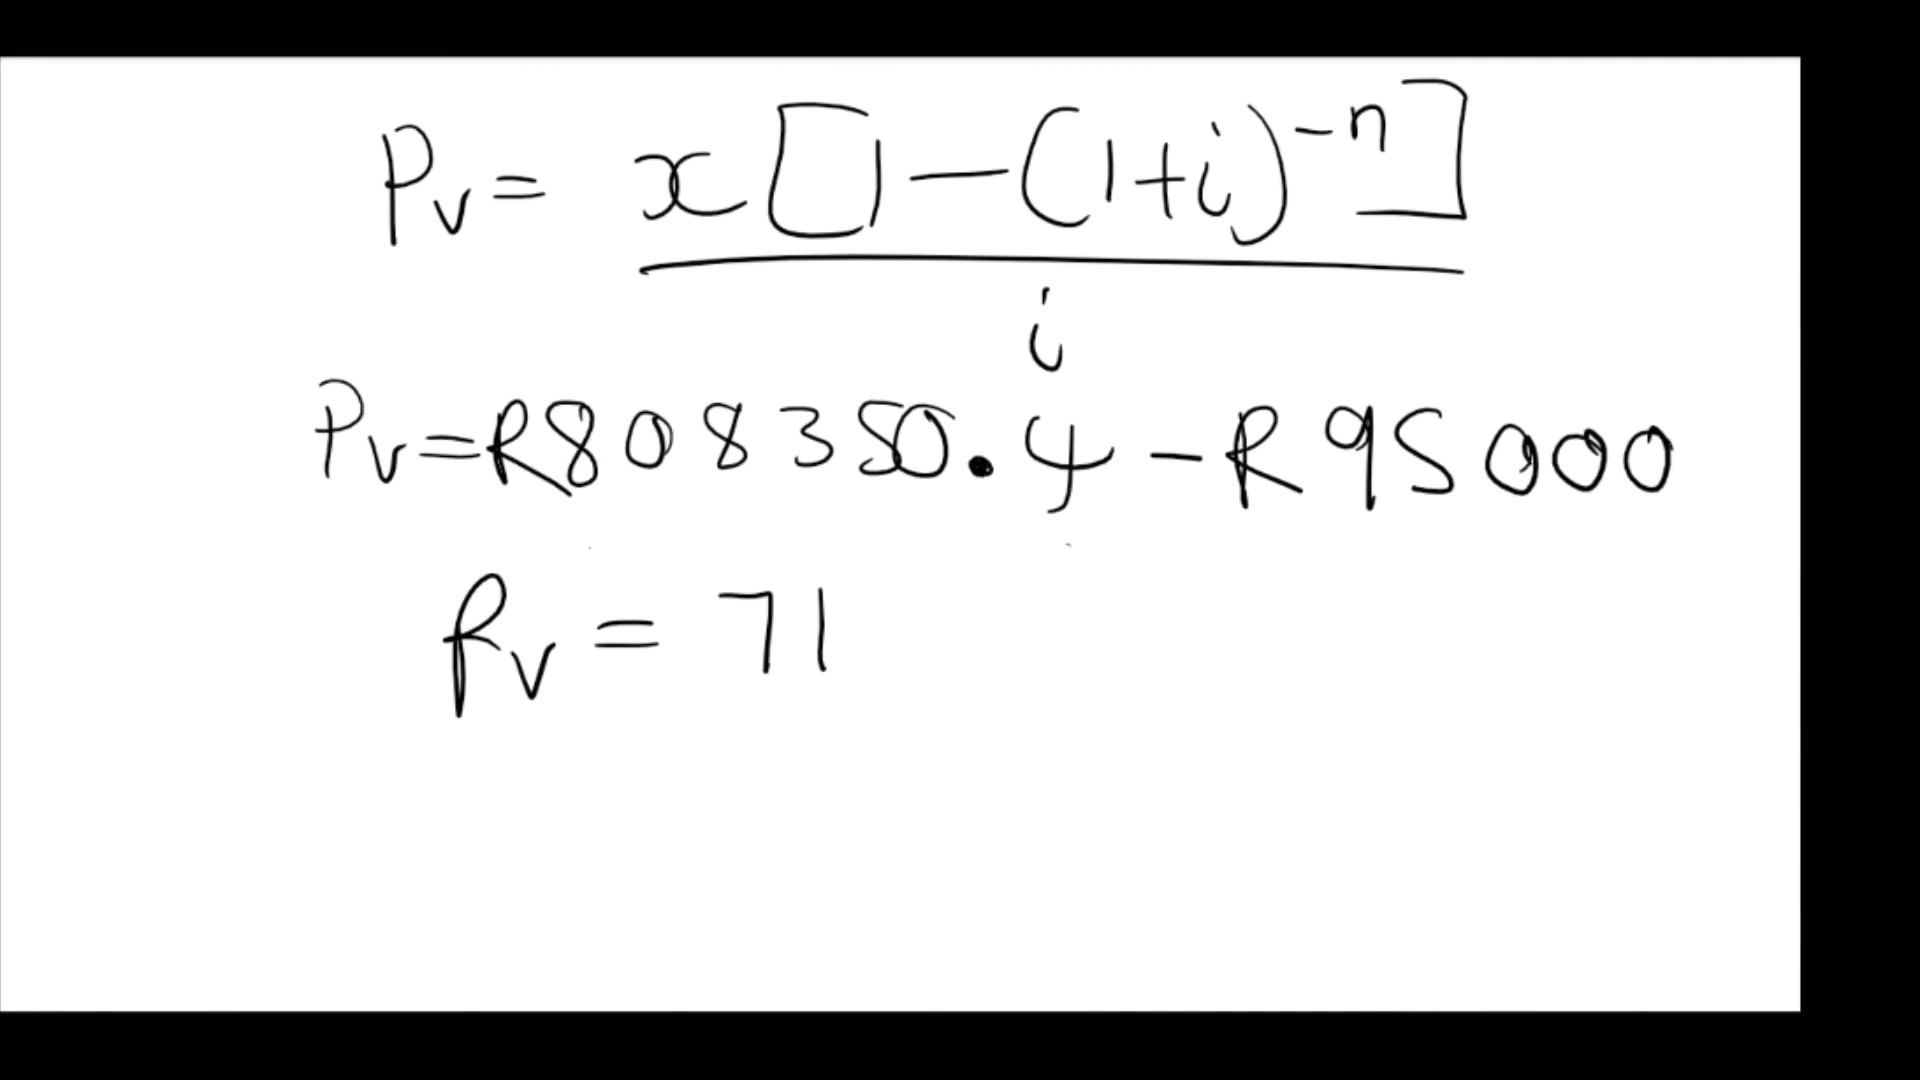 Pv = x[1-(1+i)^-n]
i
Pv=R808350.4-R95000
Pv = 71